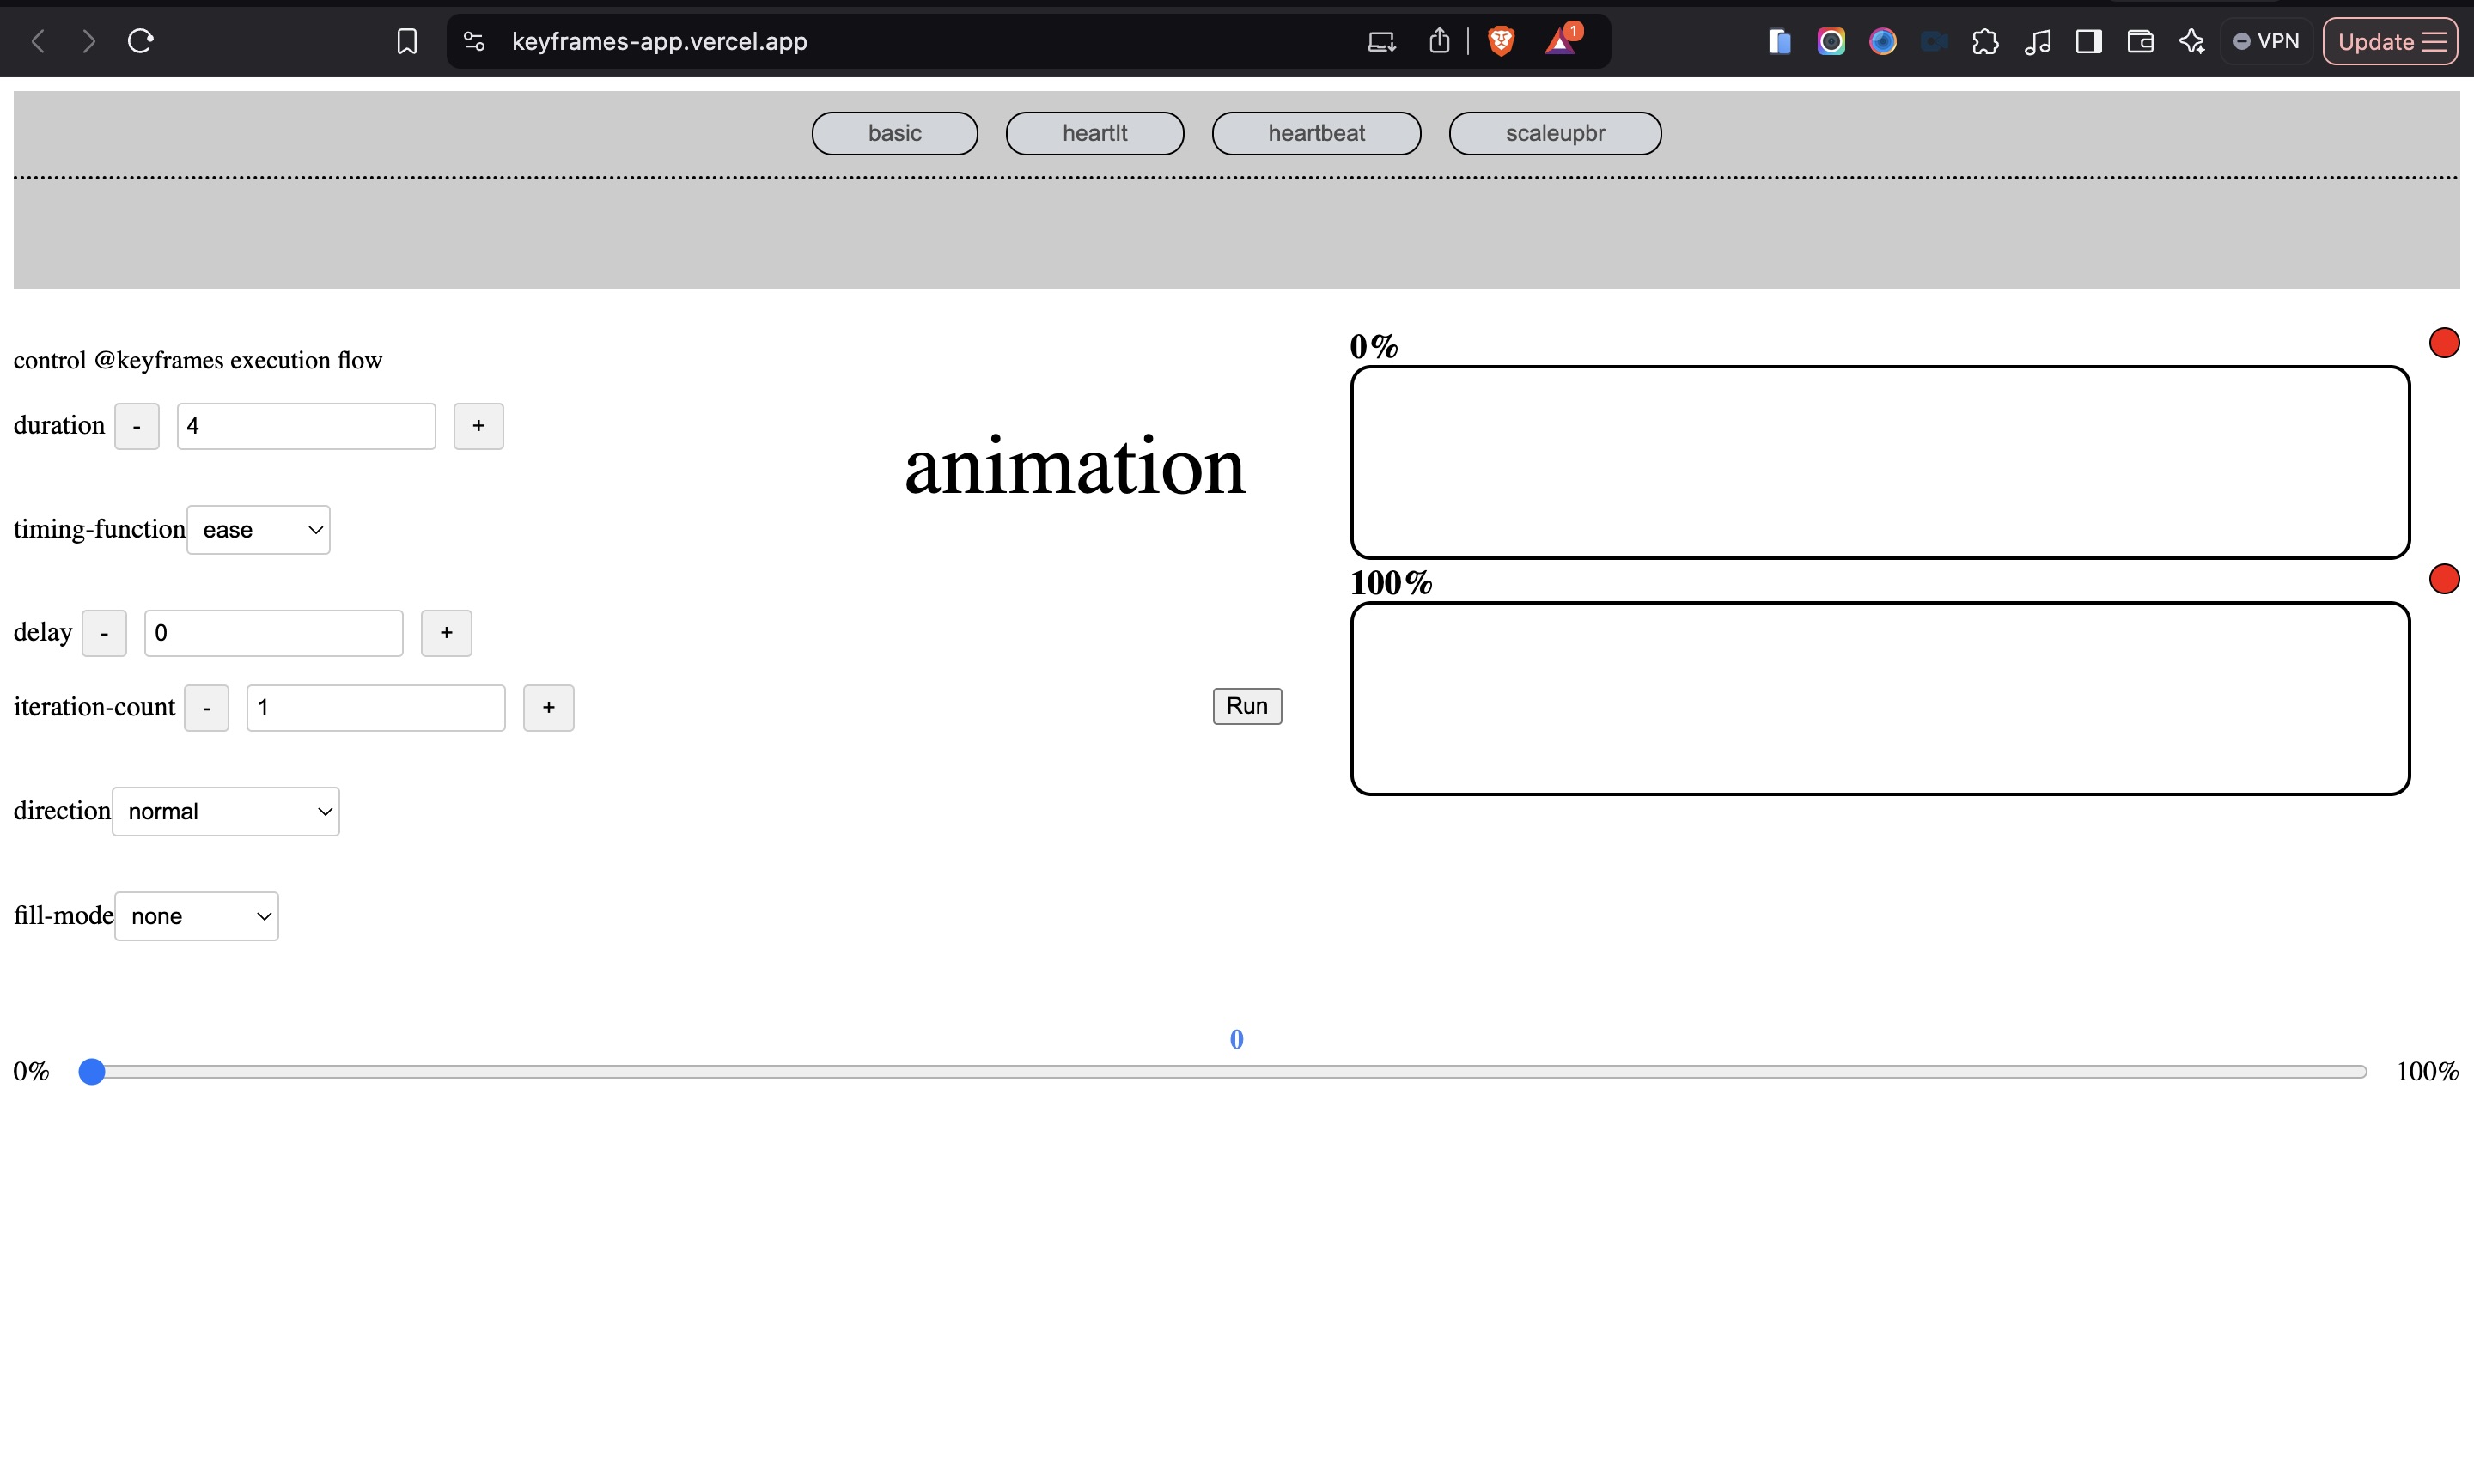 keyframes-app.vercel.app
1
VPN
Update
basic
heartIt
heartbeat
scaleupbr
control @keyframes execution flow
duration - 4 +
timing-function ease
delay - 0 +
iteration-count - 1 +
direction normal
fill-mode none
animation
Run
0%
100%
0
0% 100%